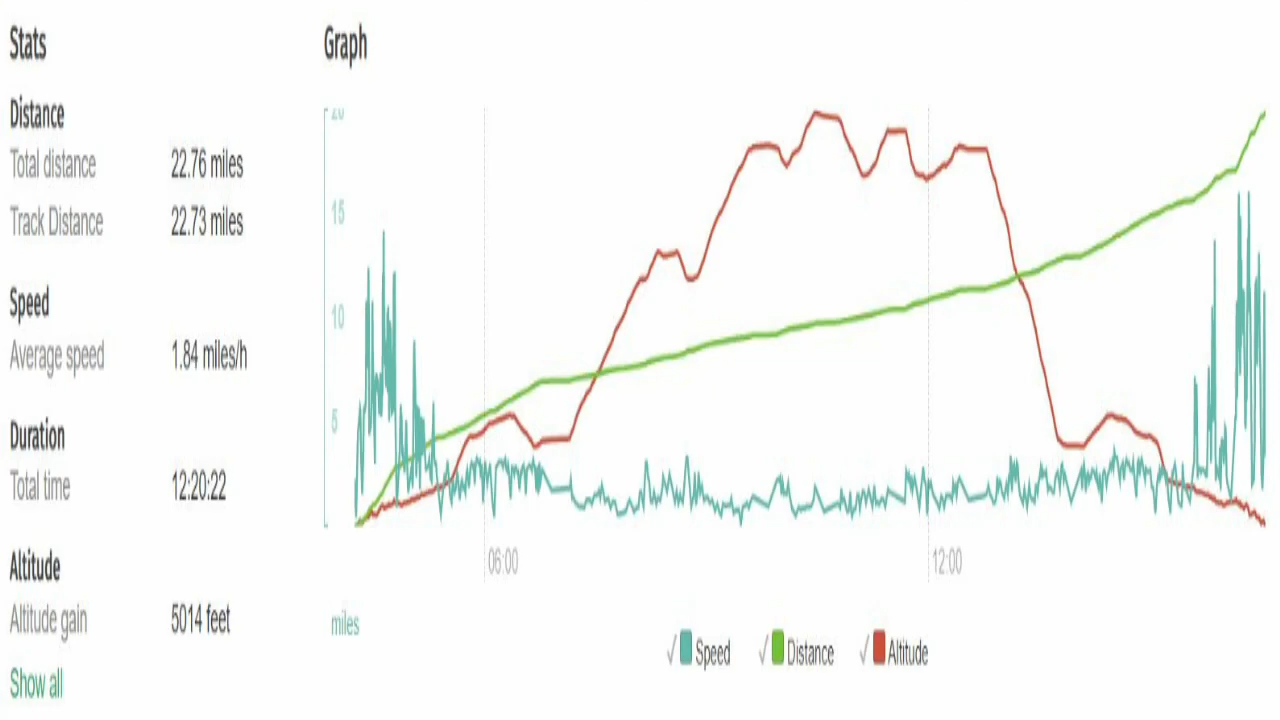 Stats
Distance
Total distance 22.76 miles
Track Distance 22.73 miles
Speed
Average speed 1.84 miles/h
Duration
Total time 12:20:22
Altitude
Altitude gain 5014 feet
Show all
Graph
20
15
10
5
06:00 12:00
miles
Speed Distance Altitude